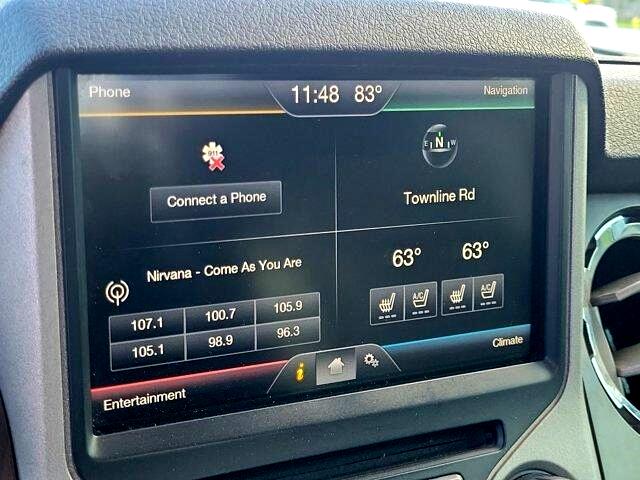 Phone
11:48 83°
Navigation
E N W
Connect a Phone
Townline Rd
Nirvana - Come As You Are
107.1 100.7 105.9
105.1 98.9 96.3
63° 63°
A/C A/C
i
Entertainment
Climate